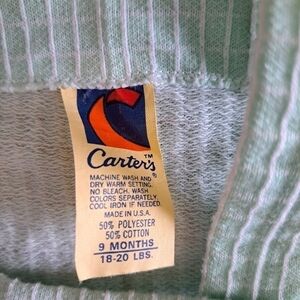 Carter's™
MACHINE WASH AND®
DRY WARM SETTING.
NO BLEACH. WASH
COLORS SEPARATELY.
COOL IRON IF NEEDED.
MADE IN U.S.A.
50% POLYESTER
50% COTTON
9 MONTHS
18-20 LBS.